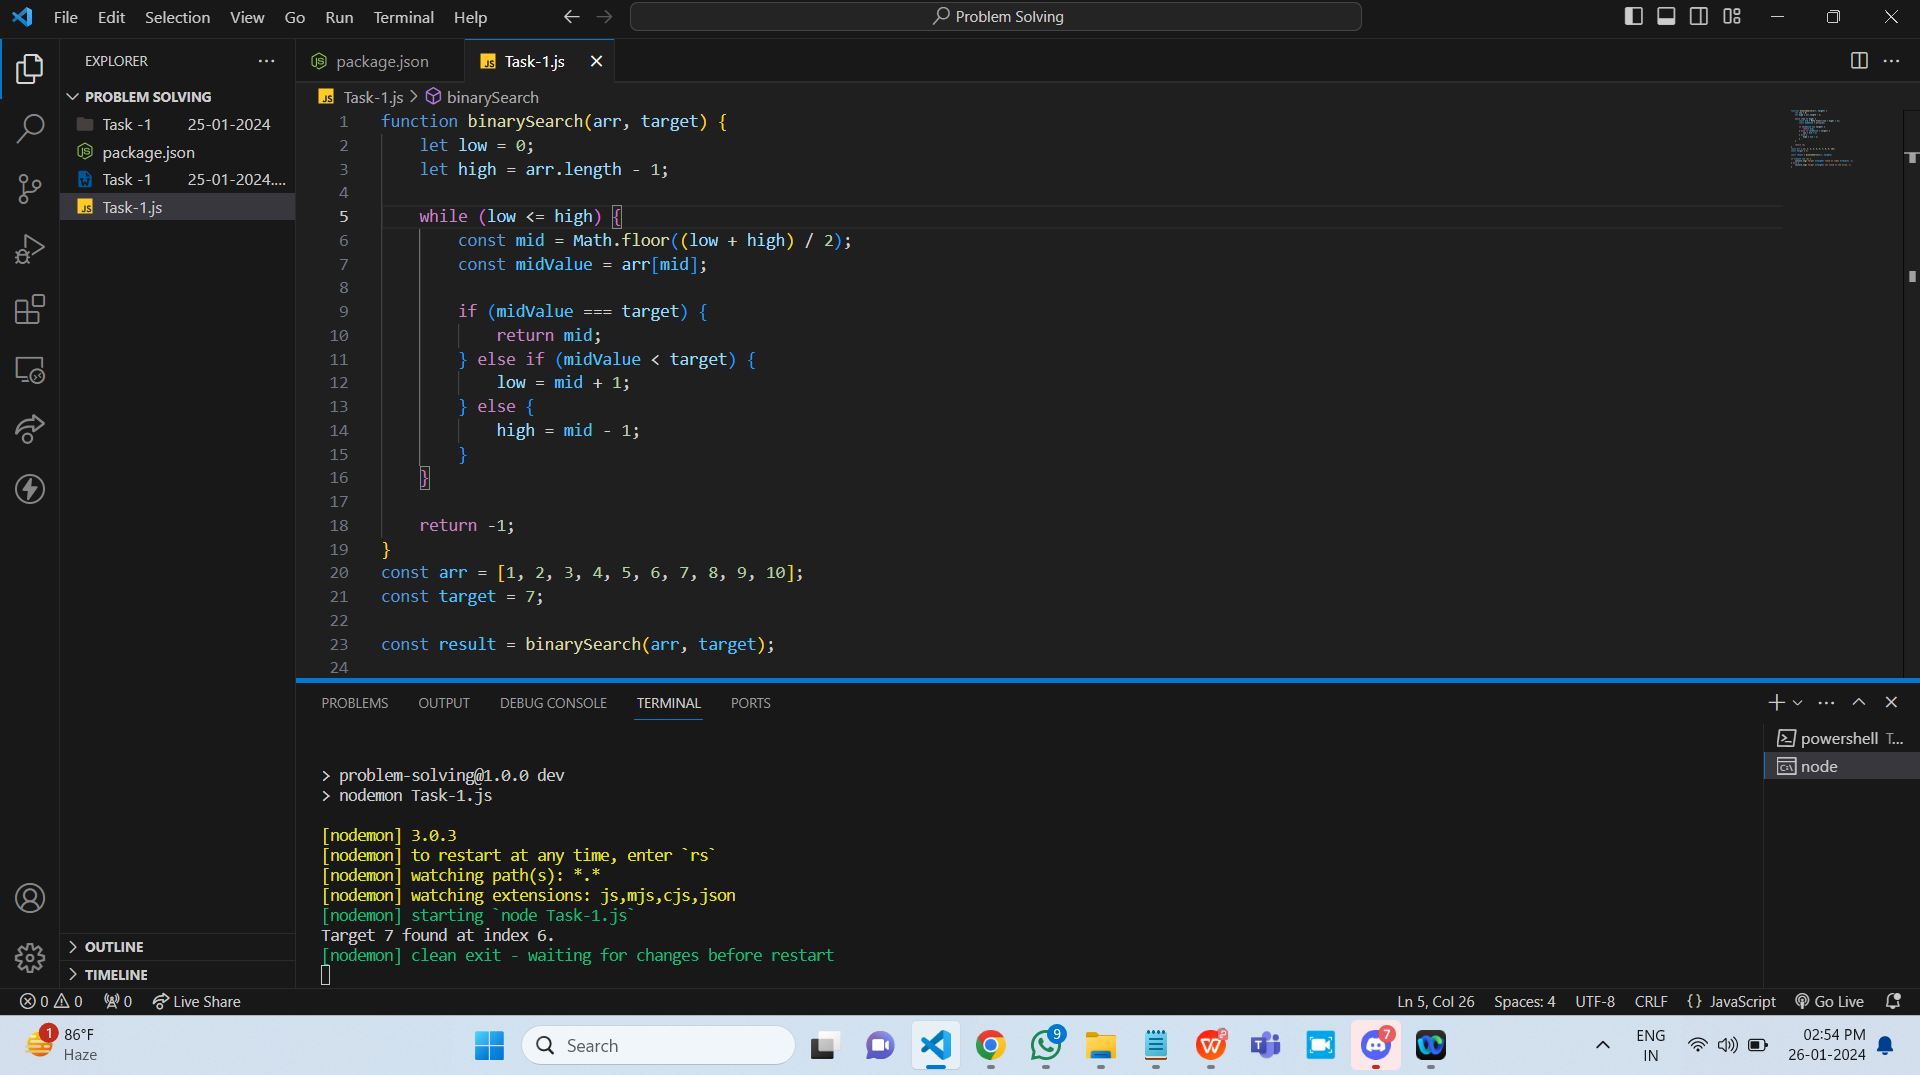 File Edit Selection View Go Run Terminal Help
Problem Solving
EXPLORER
package.json
Task-1.js
PROBLEM SOLVING
Task -1 25-01-2024
package.json
Task -1 25-01-2024....
Task-1.js
Task-1.js > binarySearch
1 function binarySearch(arr, target) {
2 let low = 0;
3 let high = arr.length - 1;
4
5 while (low <= high) {
6 const mid = Math.floor((low + high) / 2);
7 const midValue = arr[mid];
8
9 if (midValue === target) {
10 return mid;
11 } else if (midValue < target) {
12 low = mid + 1;
13 } else {
14 high = mid - 1;
15 }
16 }
17
18 return -1;
19 }
20 const arr = [1, 2, 3, 4, 5, 6, 7, 8, 9, 10];
21 const target = 7;
22
23 const result = binarySearch(arr, target);
24
OUTLINE
TIMELINE
PROBLEMS OUTPUT DEBUG CONSOLE TERMINAL PORTS
powershell T...
node
> problem-solving@1.0.0 dev
> nodemon Task-1.js
[nodemon] 3.0.3
[nodemon] to restart at any time, enter `rs`
[nodemon] watching path(s): *.*
[nodemon] watching extensions: js,mjs,cjs,json
[nodemon] starting `node Task-1.js`
Target 7 found at index 6.
[nodemon] clean exit - waiting for changes before restart
0 0 0 Live Share
Ln 5, Col 26 Spaces: 4 UTF-8 CRLF {} JavaScript Go Live
1
86°F
Haze
Search
9
7
ENG
IN
02:54 PM
26-01-2024